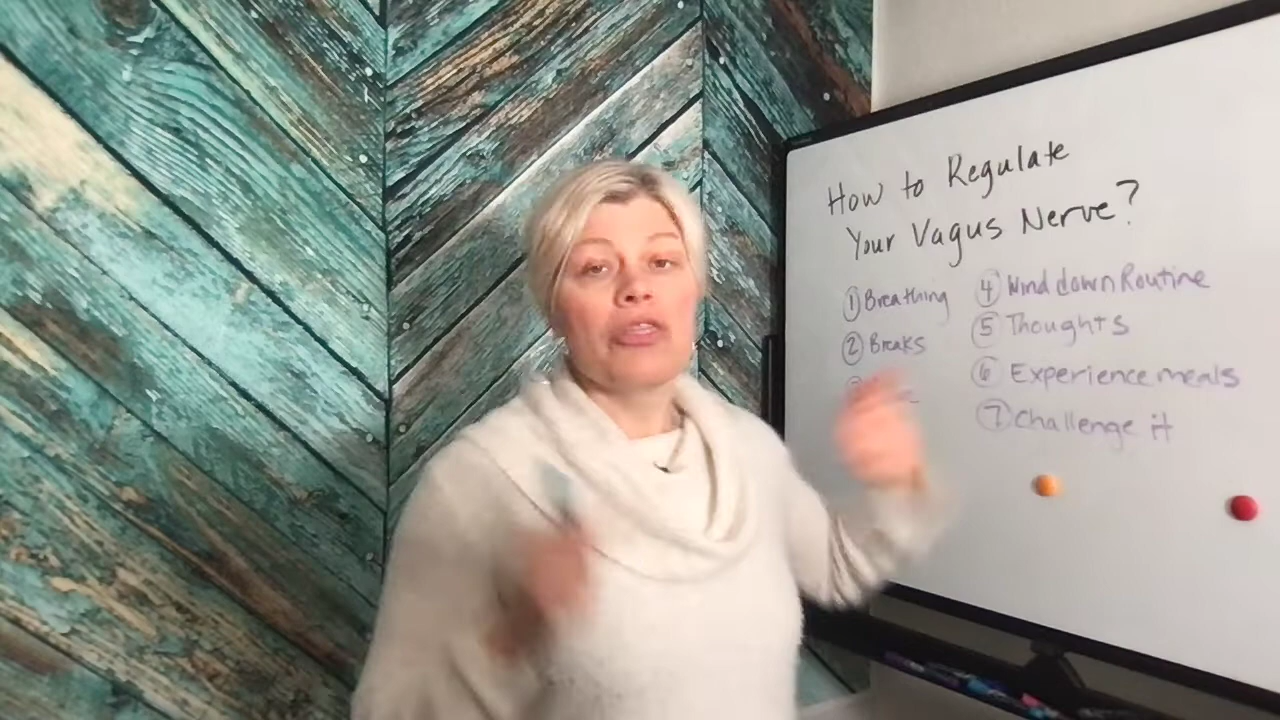 How to Regulate
Your Vagus Nerve?
① Breathing
② Breaks
④ Wind down Routine
⑤ Thoughts
⑥ Experience meals
⑦ Challenge it